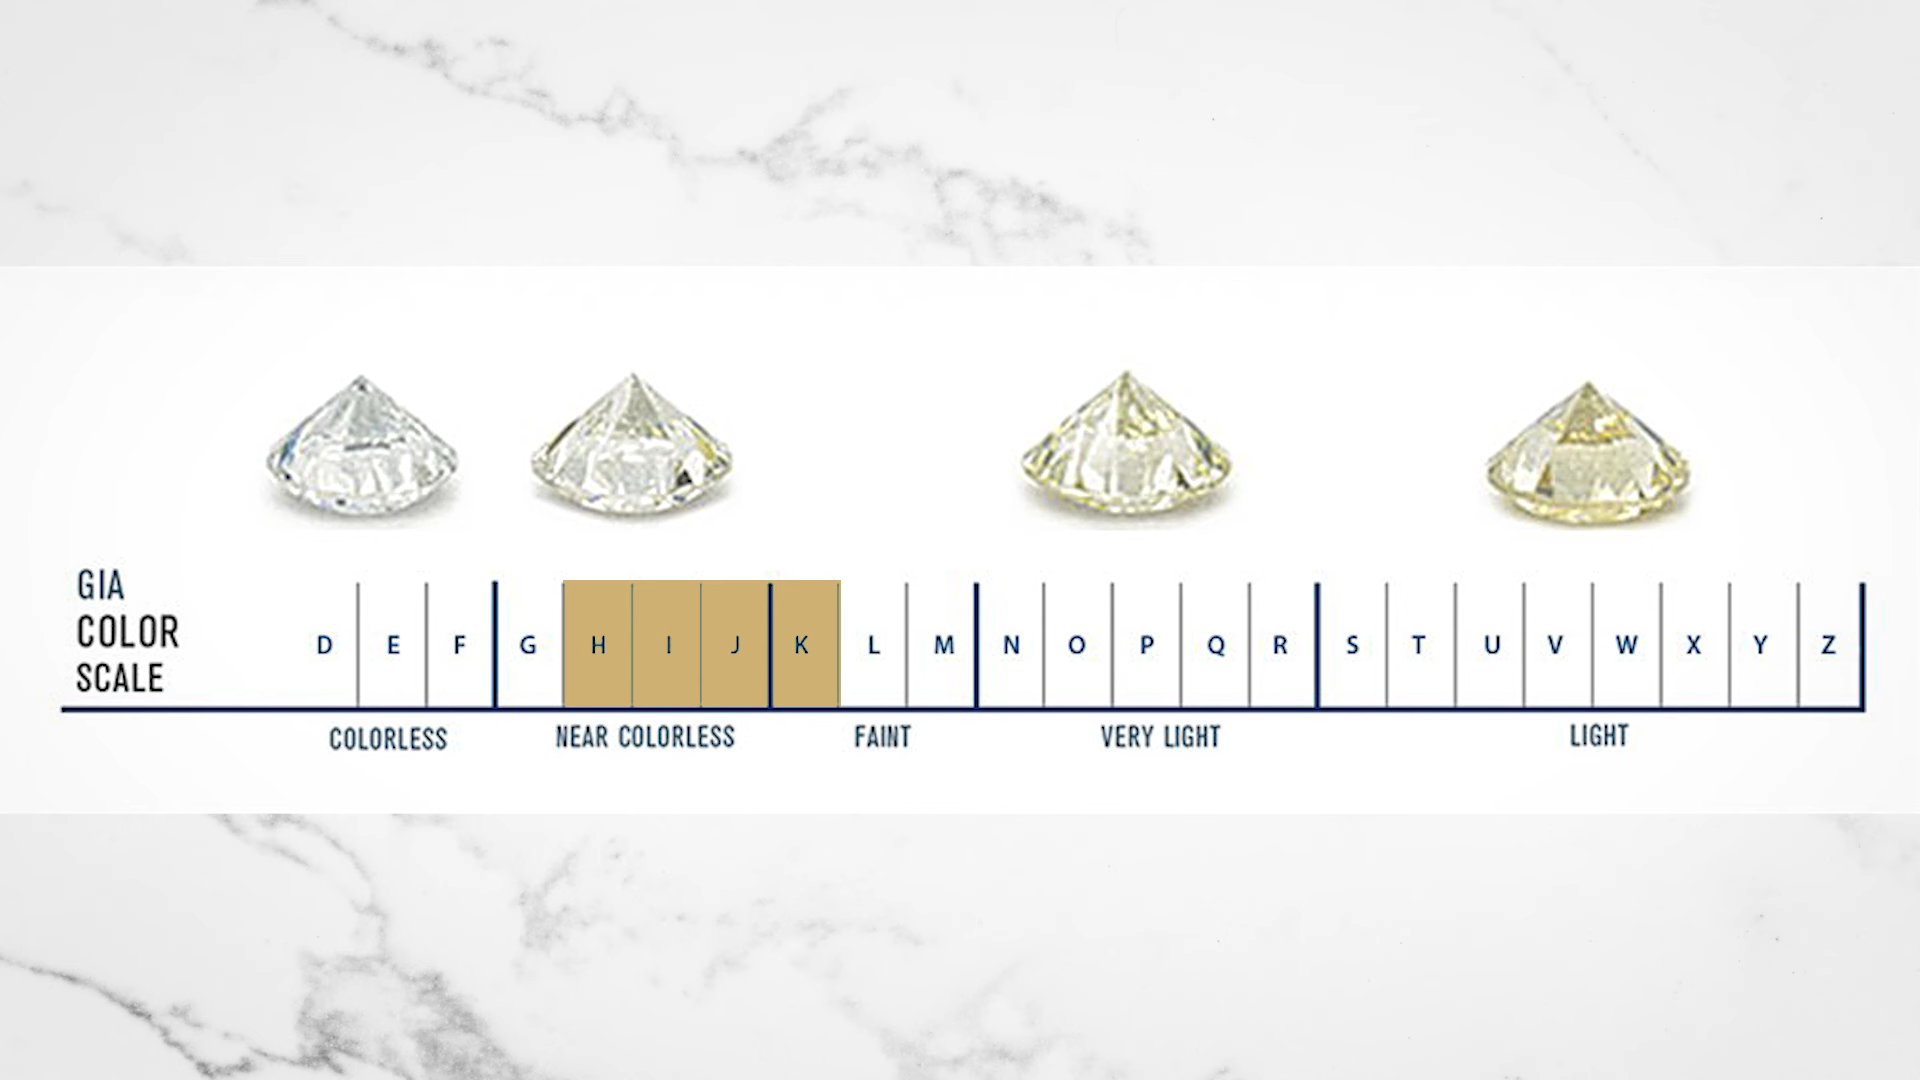 GIA
COLOR
SCALE
D E F G H I J K L M N O P Q R S T U V W X Y Z
COLORLESS NEAR COLORLESS FAINT VERY LIGHT LIGHT